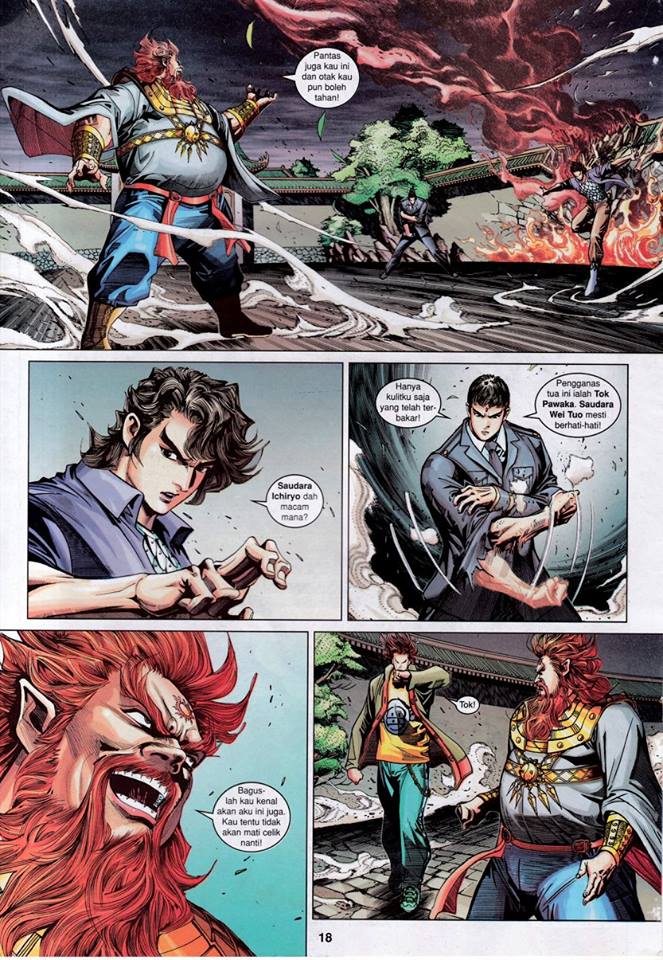 Pantas
juga kau ini
dan otak kau
pun boleh
tahan!
Saudara
Ichiryo dah
macam
mana?
Hanya
kulitku saja
yang telah ter-
bakar!
Pengganas
tua ini ialah Tok
Pawaka. Saudara
Wei Tuo mesti
berhati-hati!
Bagus-
lah kau kenal
akan aku ini juga.
Kau tentu tidak
akan mati celik
nanti!
Tok!
18